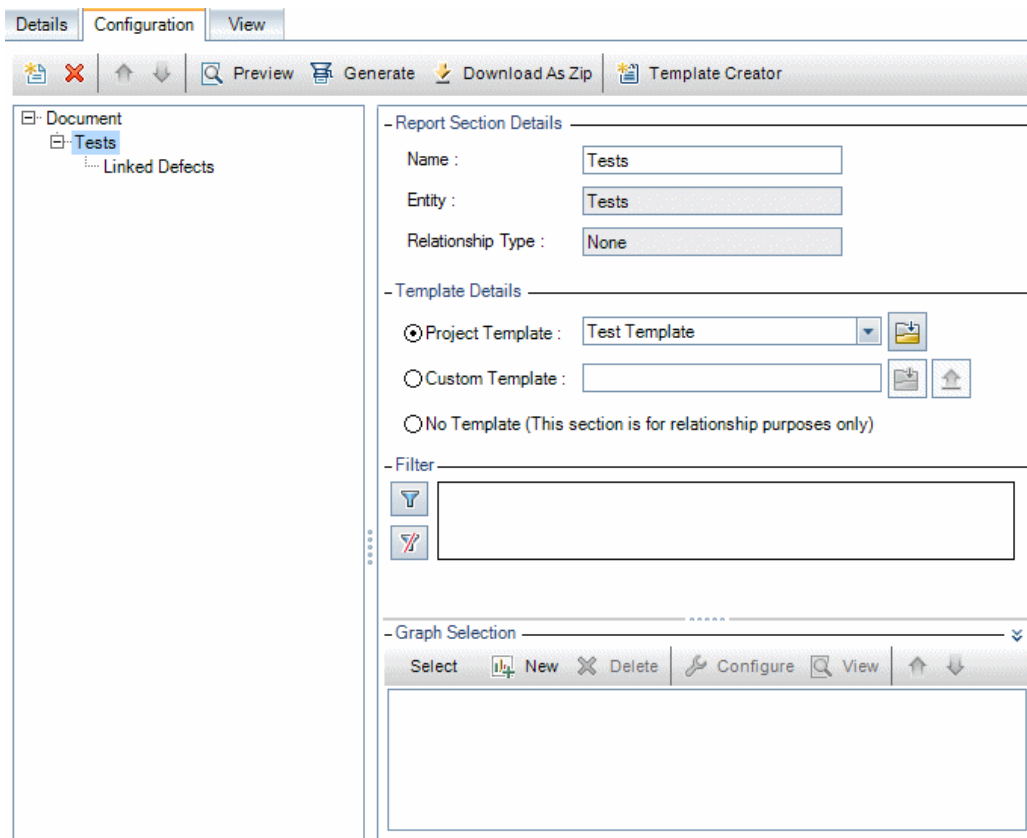 Details Configuration View
Preview Generate Download As Zip Template Creator
Document
Tests
Linked Defects
Report Section Details
Name : Tests
Entity : Tests
Relationship Type : None
Template Details
Project Template : Test Template
Custom Template :
No Template (This section is for relationship purposes only)
Filter
Graph Selection
Select New Delete Configure View